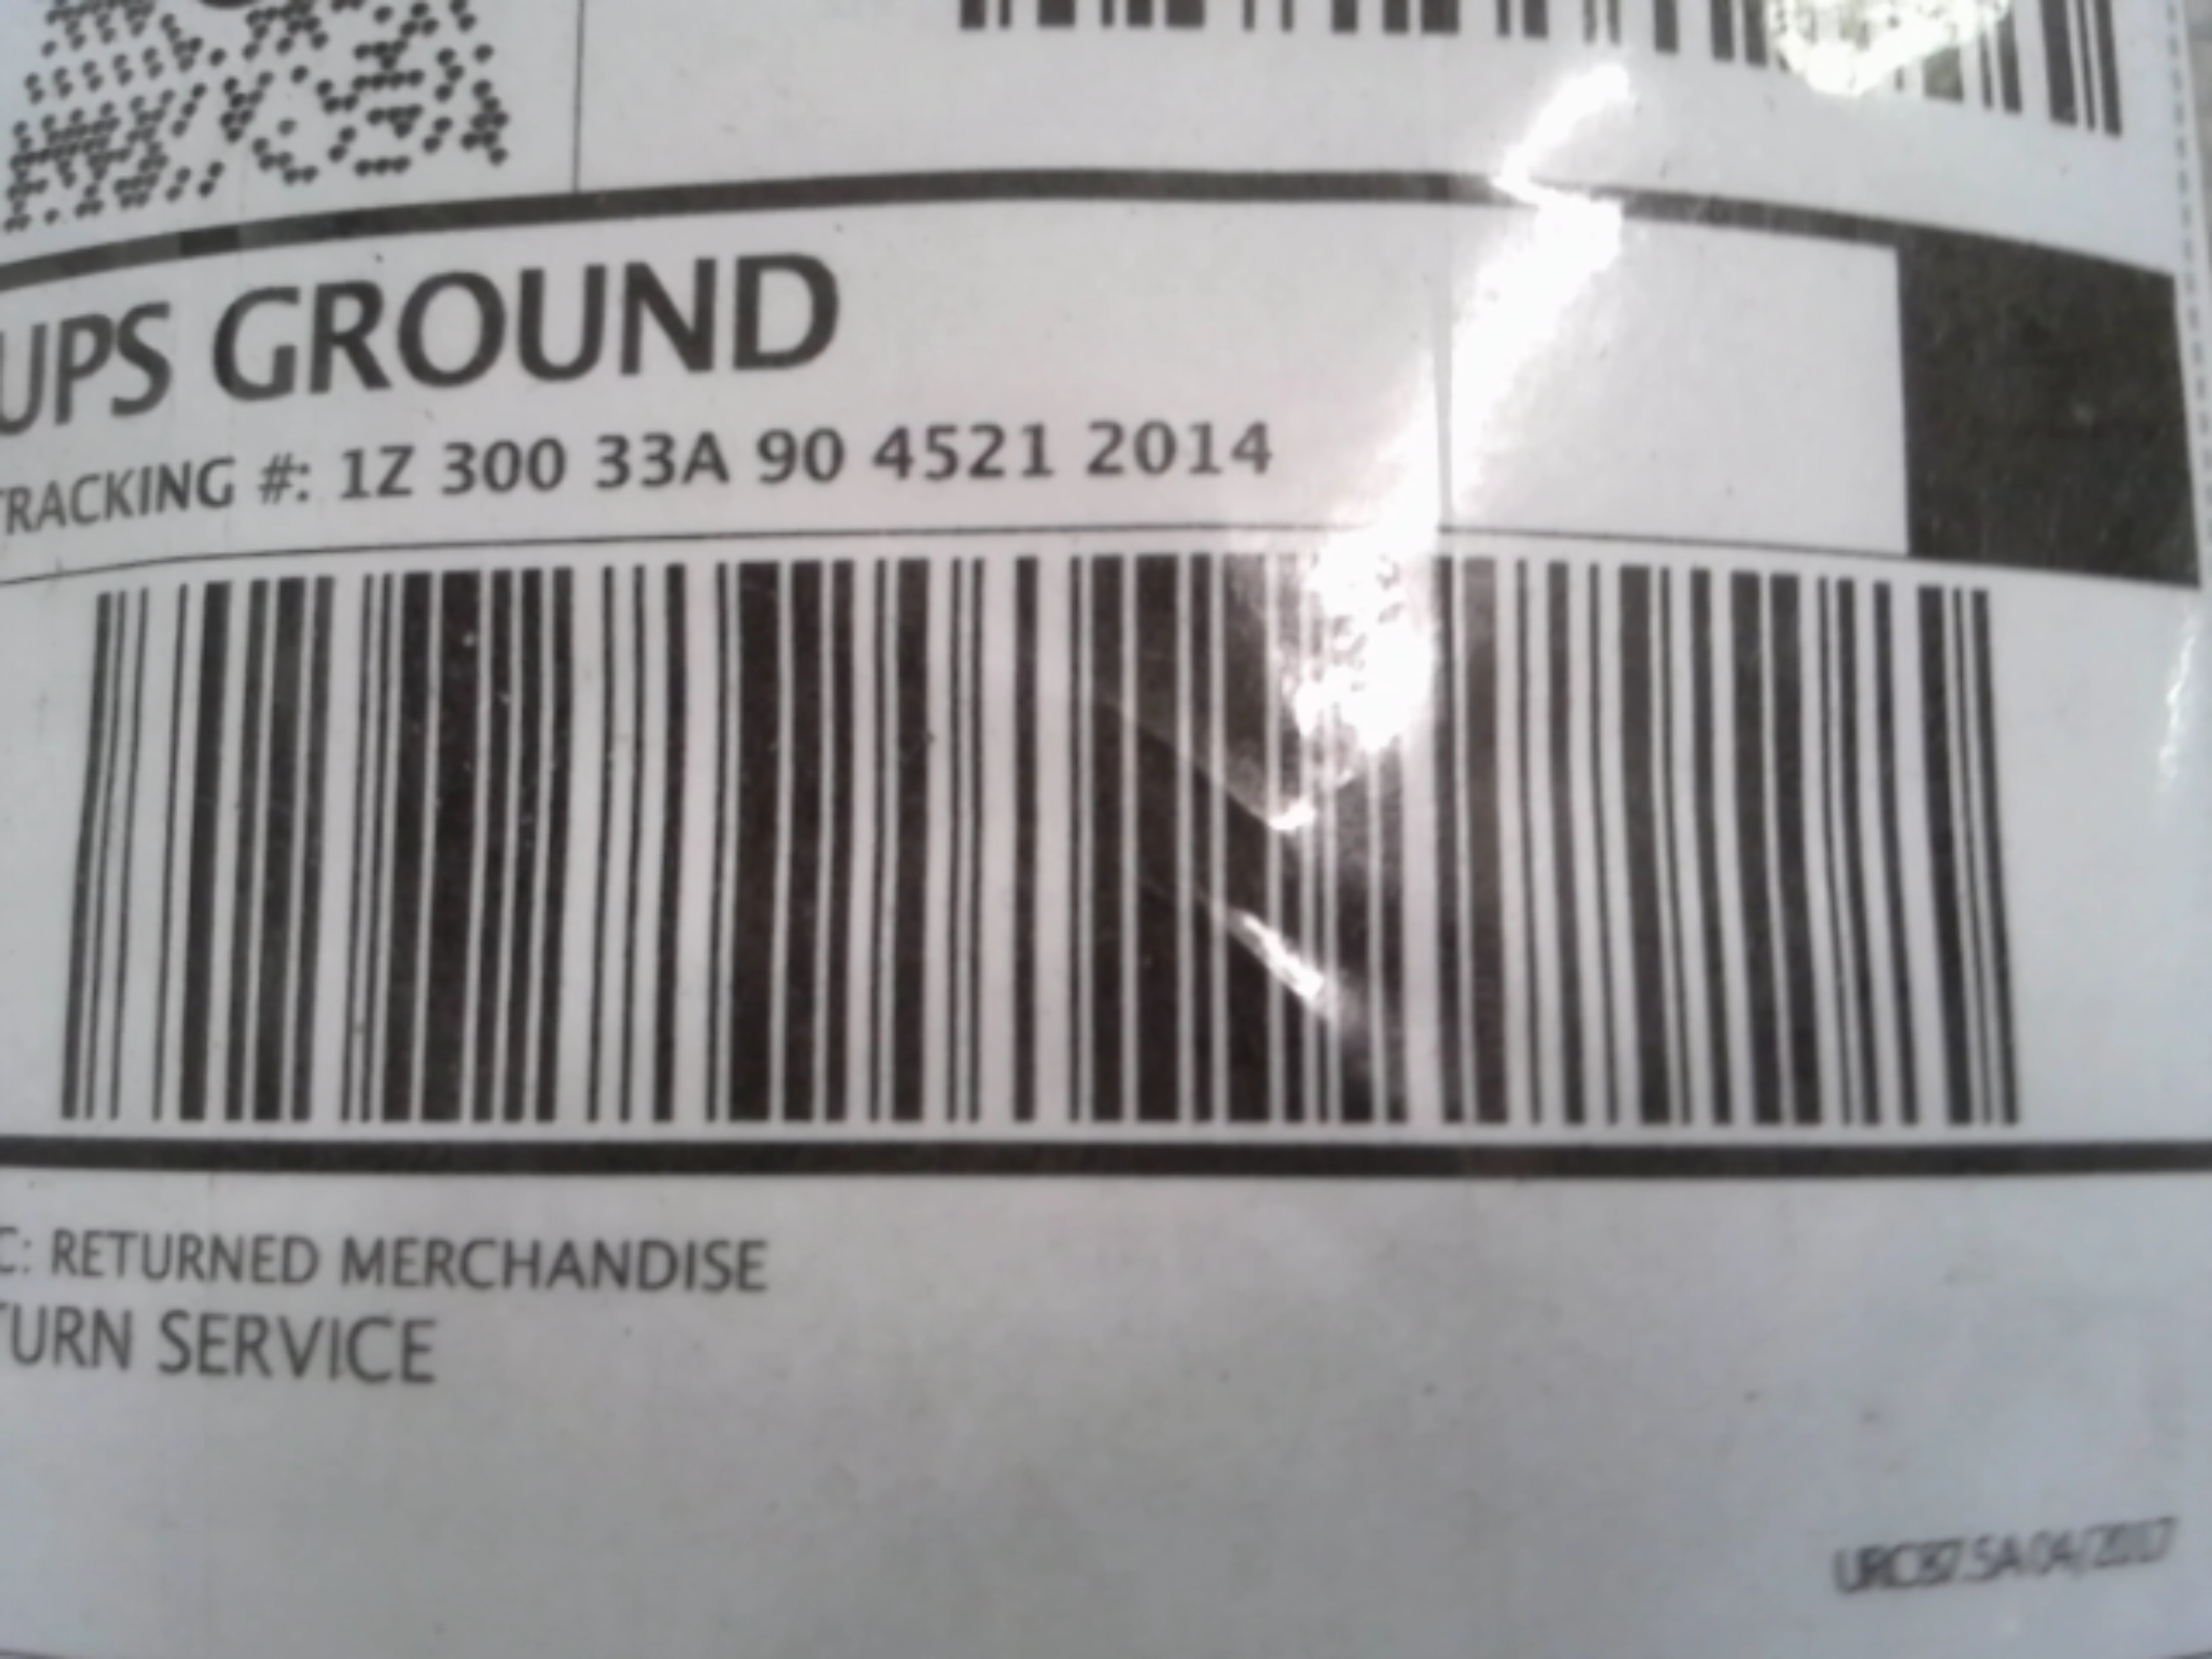 UPS GROUND
TRACKING #: 1Z 300 33A 90 4521 2014
C: RETURNED MERCHANDISE
TURN SERVICE